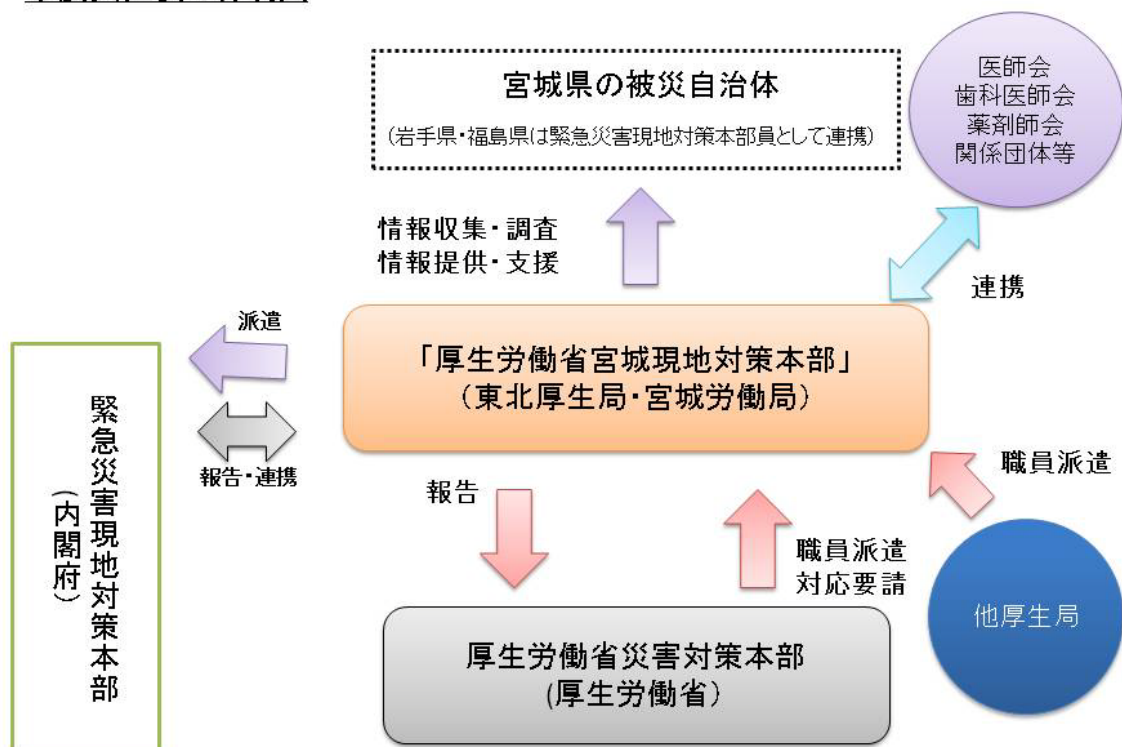 宮城県の被災自治体
(岩手県・福島県は緊急災害現地対策本部員として連携)
医師会
歯科医師会
薬剤師会
関係団体等
情報収集・調査
情報提供・支援
連携
派遣
「厚生労働省宮城現地対策本部」
(東北厚生局・宮城労働局)
緊急災害現地対策本部
(内閣府)
報告・連携
報告
職員派遣
対応要請
職員派遣
他厚生局
厚生労働省災害対策本部
(厚生労働省)